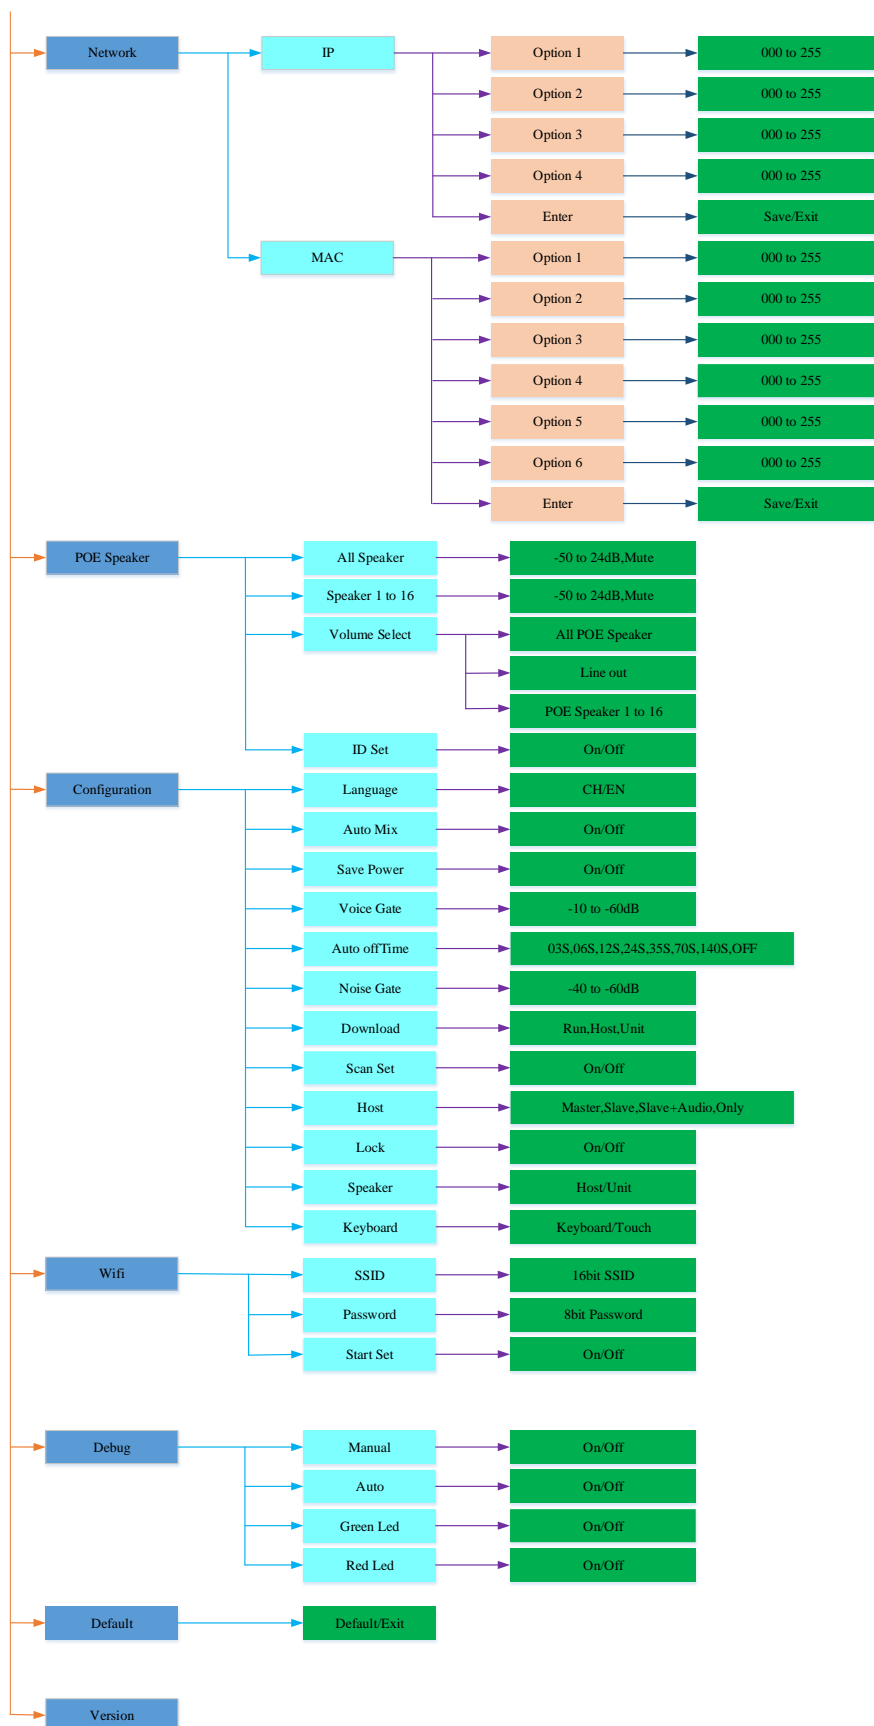 Network
IP
Option 1
000 to 255
Option 2
000 to 255
Option 3
000 to 255
Option 4
000 to 255
Enter
Save/Exit
MAC
Option 1
000 to 255
Option 2
000 to 255
Option 3
000 to 255
Option 4
000 to 255
Option 5
000 to 255
Option 6
000 to 255
Enter
Save/Exit
POE Speaker
All Speaker
-50 to 24dB,Mute
Speaker 1 to 16
-50 to 24dB,Mute
Volume Select
All POE Speaker
Line out
POE Speaker 1 to 16
ID Set
On/Off
Configuration
Language
CH/EN
Auto Mix
On/Off
Save Power
On/Off
Voice Gate
-10 to -60dB
Auto offTime
03S,06S,12S,24S,35S,70S,140S,OFF
Noise Gate
-40 to -60dB
Download
Run,Host,Unit
Scan Set
On/Off
Host
Master,Slave,Slave+Audio,Only
Lock
On/Off
Speaker
Host/Unit
Keyboard
Keyboard/Touch
Wifi
SSID
16bit SSID
Password
8bit Password
Start Set
On/Off
Debug
Manual
On/Off
Auto
On/Off
Green Led
On/Off
Red Led
On/Off
Default
Default/Exit
Version